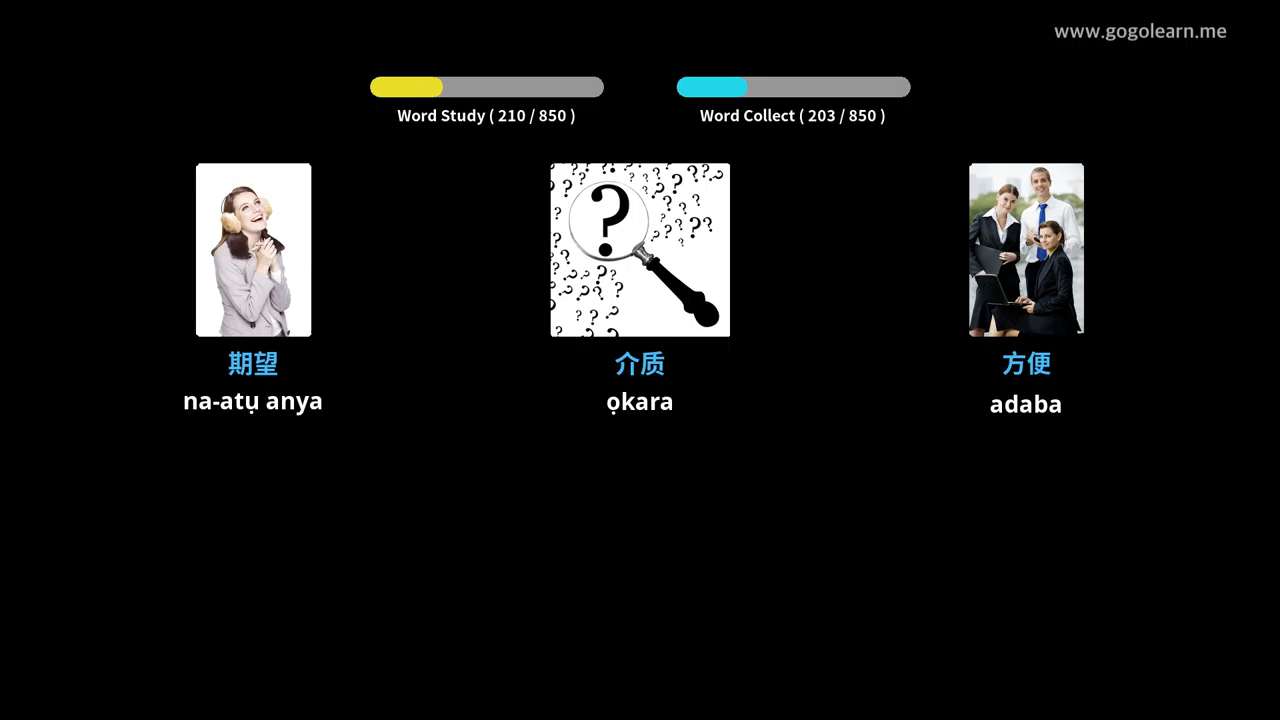 www.gogolearn.me
Word Study ( 210 / 850 )
Word Collect ( 203 / 850 )
期望
介质
方便
na-atụ anya
ọkara
adaba